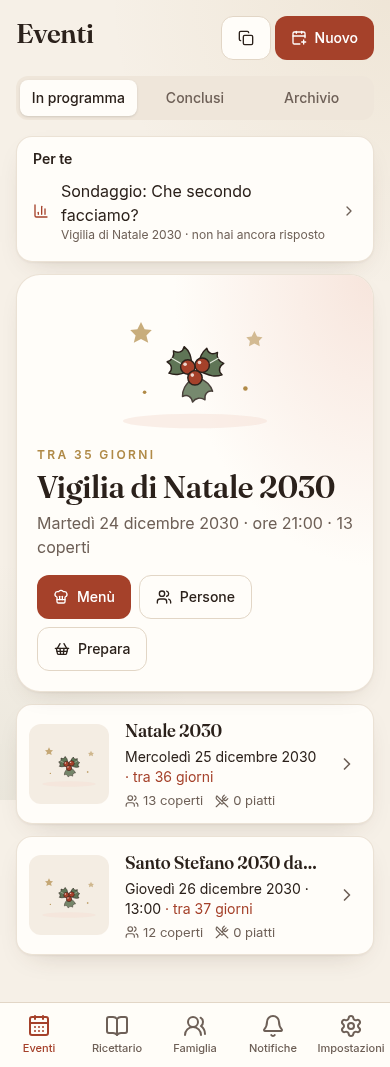 Eventi
Nuovo
In programma
Conclusi
Archivio
Per te
Sondaggio: Che secondo
facciamo?
Vigilia di Natale 2030 · non hai ancora risposto
TRA 35 GIORNI
Vigilia di Natale 2030
Martedì 24 dicembre 2030 · ore 21:00 · 13
coperti
Menù
Persone
Prepara
Natale 2030
Mercoledì 25 dicembre 2030
· tra 36 giorni
13 coperti 0 piatti
Santo Stefano 2030 da...
Giovedì 26 dicembre 2030 ·
13:00 · tra 37 giorni
12 coperti 0 piatti
Eventi
Ricettario
Famiglia
Notifiche
Impostazioni